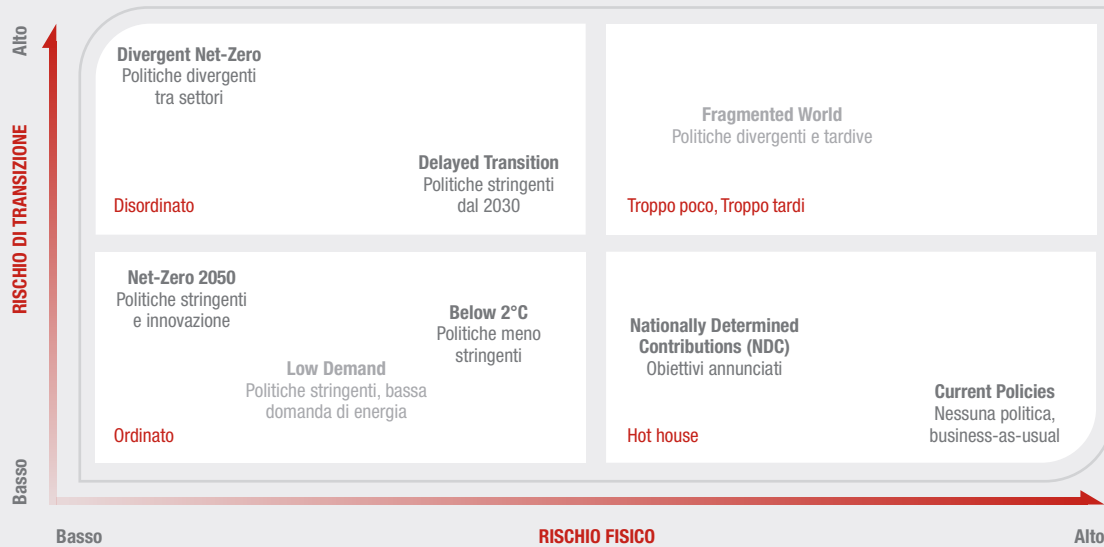 Alto
RISCHIO DI TRANSIZIONE
Basso
Divergent Net-Zero
Politiche divergenti
tra settori
Delayed Transition
Politiche stringenti
dal 2030
Disordinato
Fragmented World
Politiche divergenti e tardive
Troppo poco, Troppo tardi
Net-Zero 2050
Politiche stringenti
e innovazione
Below 2°C
Politiche meno
stringenti
Low Demand
Politiche stringenti, bassa
domanda di energia
Ordinato
Nationally Determined
Contributions (NDC)
Obiettivi annunciati
Current Policies
Nessuna politica,
business-as-usual
Hot house
Basso
RISCHIO FISICO
Alto